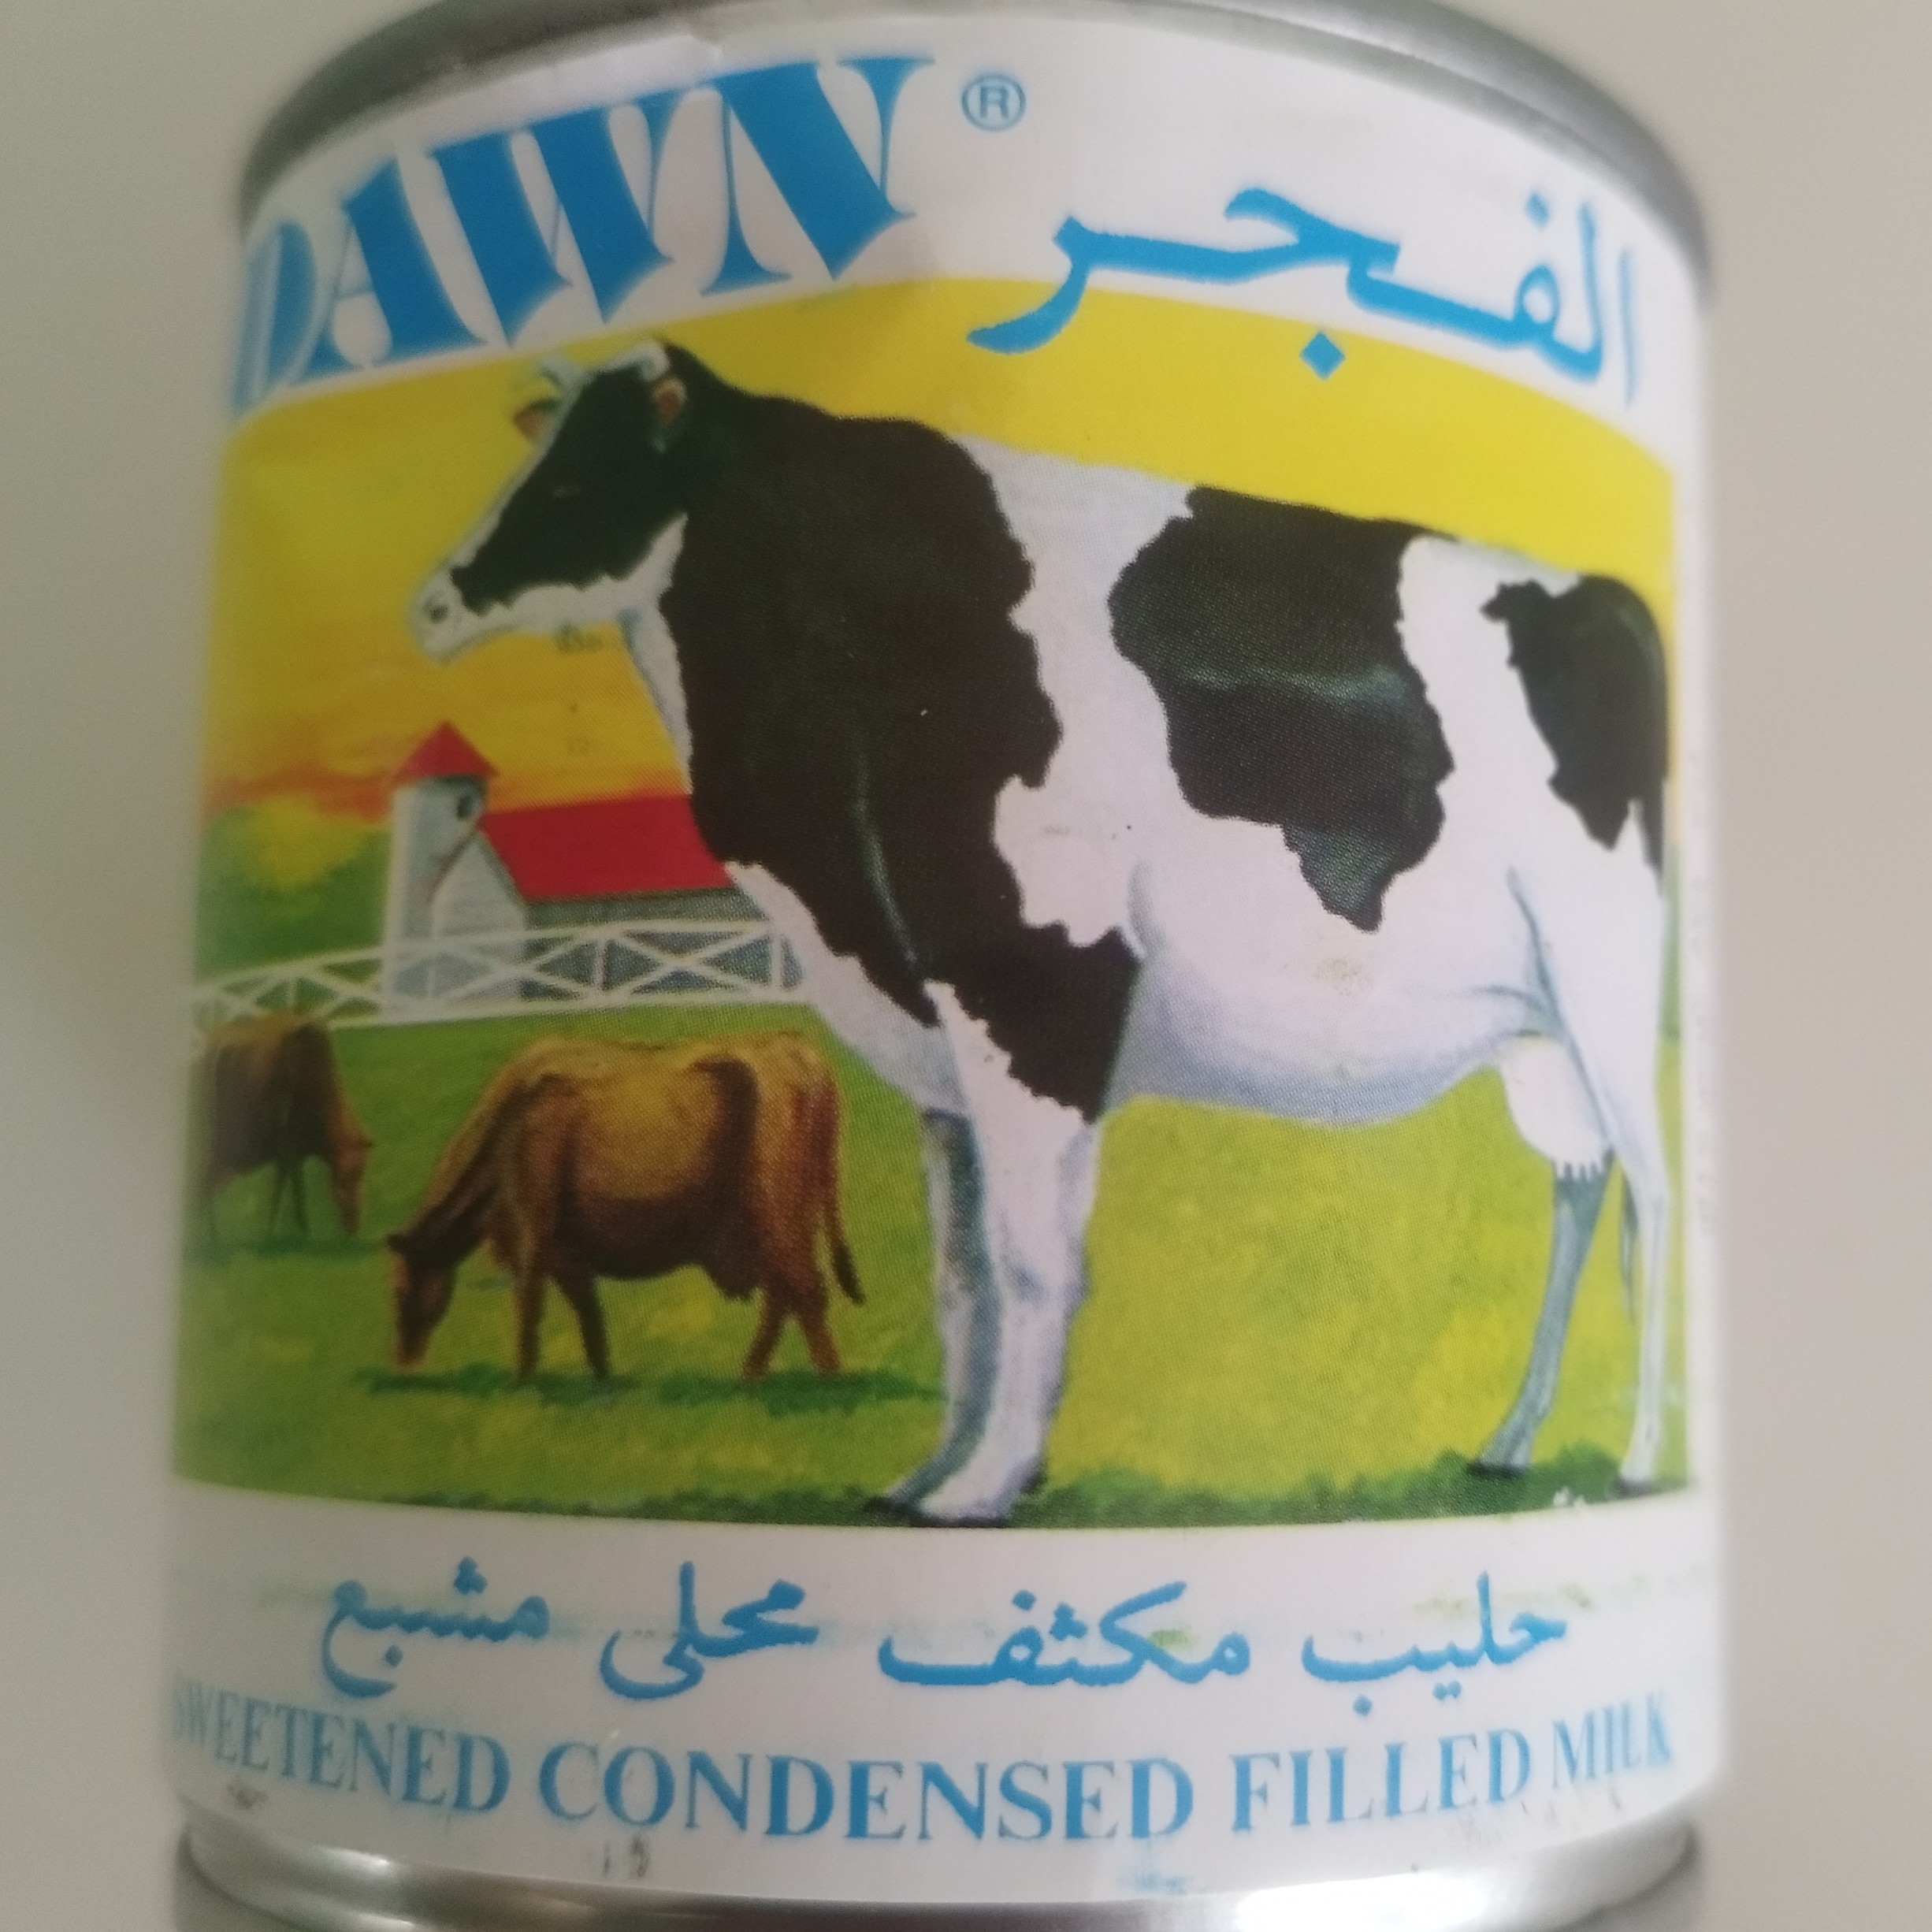 DAWN ® الفجر
حليب مكثف محلى مشبع
SWEETENED CONDENSED FILLED MILK